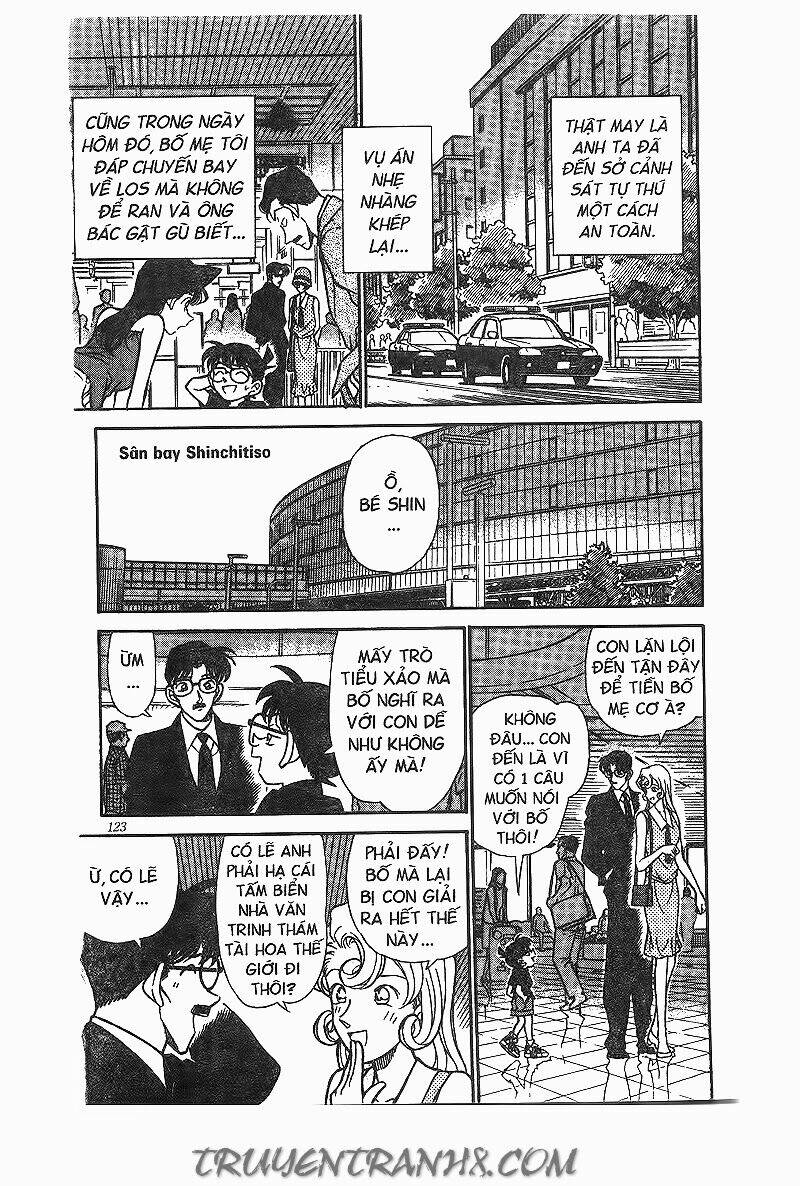 THẬT MAY LÀ
ANH TA ĐÃ
ĐẾN SỞ CẢNH
SÁT TỰ THÚ
MỘT CÁCH
AN TOÀN.
VỤ ÁN
NHẸ
NHÀNG
KHÉP
LẠI...
CŨNG TRONG NGÀY
HÔM ĐÓ, BỐ MẸ TÔI
ĐÁP CHUYẾN BAY
VỀ LOS MÀ KHÔNG
ĐỂ RAN VÀ ÔNG
BÁC GẬT GÙ BIẾT...
Sân bay Shinchitiso
Ồ,
BÉ SHIN
...
CON LẶN LỘI
ĐẾN TẬN ĐÂY
ĐỂ TIỄN BỐ
MẸ CƠ À?
KHÔNG
ĐÂU... CON
ĐẾN LÀ VÌ
CÓ 1 CÂU
MUỐN NÓI
VỚI BỐ
THÔI!
MẤY TRÒ
TIỂU XẢO MÀ
BỐ NGHĨ RA
VỚI CON DỄ
NHƯ KHÔNG
ẤY MÀ!
ỪM
...
123
PHẢI ĐẤY!
BỐ MÀ LẠI
BỊ CON GIẢI
RA HẾT THẾ
NÀY...
CÓ LẼ ANH
PHẢI HẠ CÁI
TẤM BIỂN
NHÀ VĂN
TRINH THÁM
TÀI HOA THẾ
GIỚI ĐI
THÔI?
Ừ, CÓ LẼ
VẬY...
TRUYENTRANH8.COM